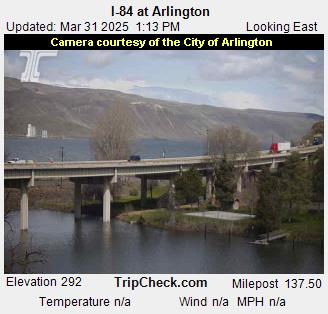 I-84 at Arlington
Updated: Mar 31 2025 1:13 PM Looking East
Camera courtesy of the City of Arlington
Elevation 292 TripCheck.com Milepost 137.50
Temperature n/a Wind n/a MPH n/a